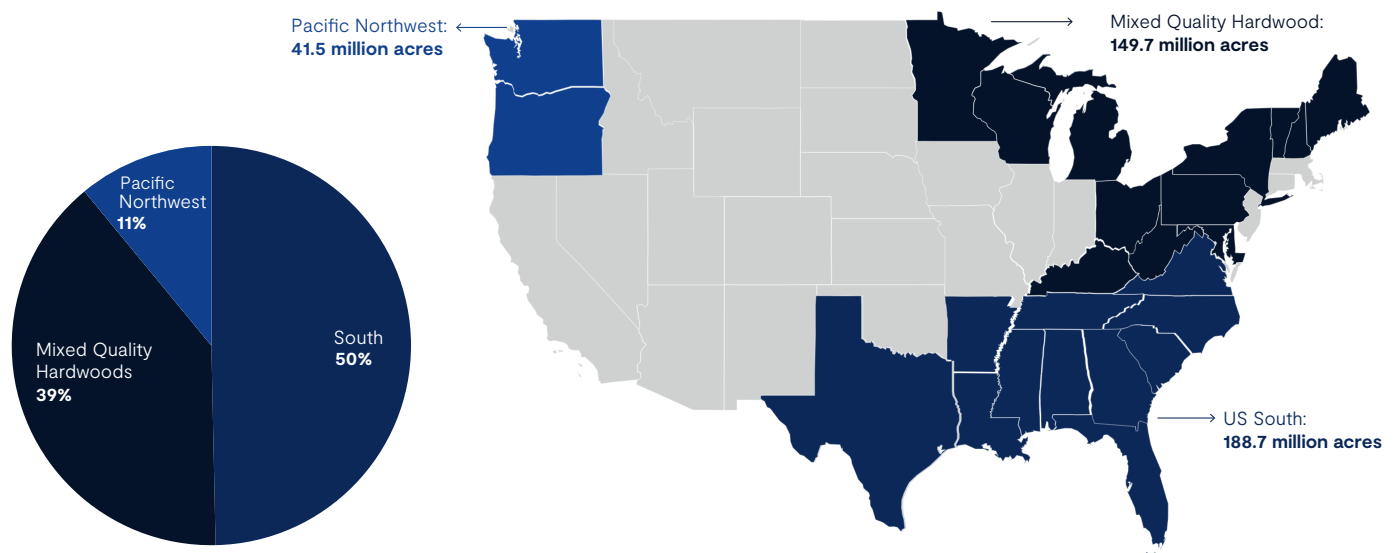 Pacific Northwest:
41.5 million acres
Mixed Quality Hardwood:
149.7 million acres
Pacific
Northwest
11%
South
50%
Mixed Quality
Hardwoods
39%
US South:
188.7 million acres